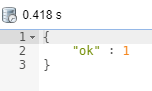 0.418 s
1 {
2 "ok" : 1
3 }